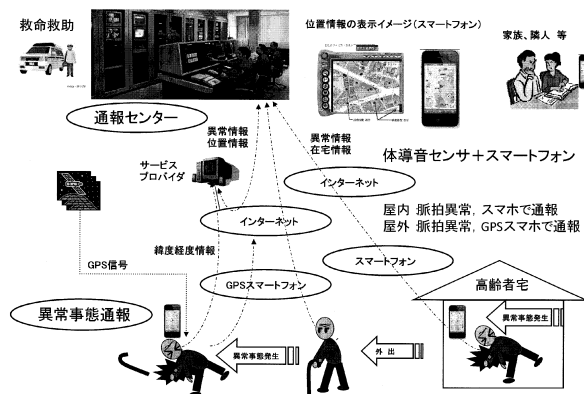 救命救助
位置情報の表示イメージ(スマートフォン)
家族、隣人 等
通報センター
異常情報
位置情報
異常情報
在宅情報
サービス
プロバイダ
体導音センサ+スマートフォン
インターネット
インターネット
屋内:脈拍異常, スマホで通報
屋外:脈拍異常, GPSスマホで通報
緯度経度情報
スマートフォン
GPS信号
GPSスマートフォン
高齢者宅
異常事態通報
異常事態発生
異常事態発生
外 出